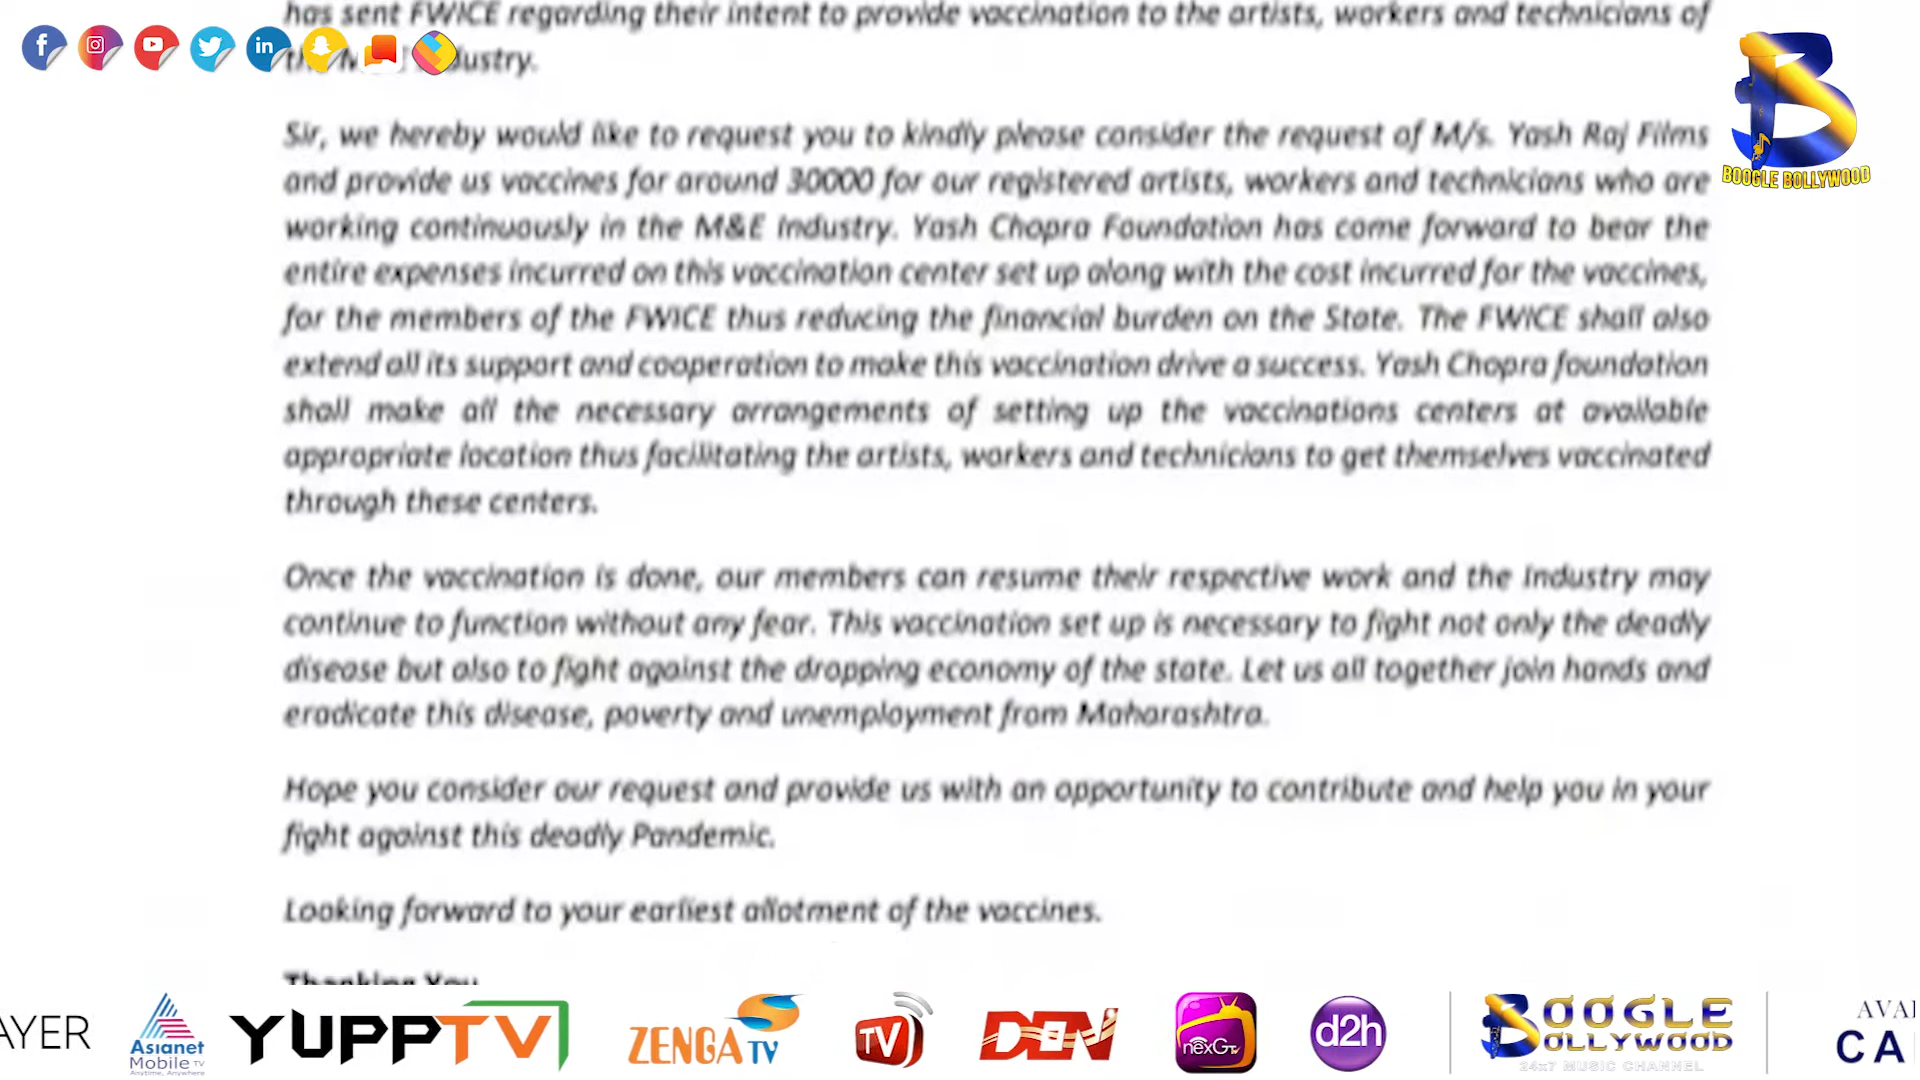 has sent FWICE regarding their intent to provide vaccination to the artists, workers and technicians of
the M&E Industry.
Sir, we hereby would like to request you to kindly please consider the request of M/s. Yash Raj Films
and provide us vaccines for around 30000 for our registered artists, workers and technicians who are
working continuously in the M&E Industry. Yash Chopra Foundation has come forward to bear the
entire expenses incurred on this vaccination center set up along with the cost incurred for the vaccines,
for the members of the FWICE thus reducing the financial burden on the State. The FWICE shall also
extend all its support and cooperation to make this vaccination drive a success. Yash Chopra foundation
shall make all the necessary arrangements of setting up the vaccinations centers at available
appropriate location thus facilitating the artists, workers and technicians to get themselves vaccinated
through these centers.
Once the vaccination is done, our members can resume their respective work and the Industry may
continue to function without any fear. This vaccination set up is necessary to fight not only the deadly
disease but also to fight against the dropping economy of the state. Let us all together join hands and
eradicate this disease, poverty and unemployment from Maharashtra.
Hope you consider our request and provide us with an opportunity to contribute and help you in your
fight against this deadly Pandemic.
Looking forward to your earliest allotment of the vaccines.
Thanking You
BOOGLE BOLLYWOOD
AYER
Asianet
Mobile TV
Anytime, Anywhere
YUPPTV
ZENGA TV
TV
DEN
nexGTv
d2h
BOOGLE
BOLLYWOOD
24x7 MUSIC CHANNEL
AVA
CA